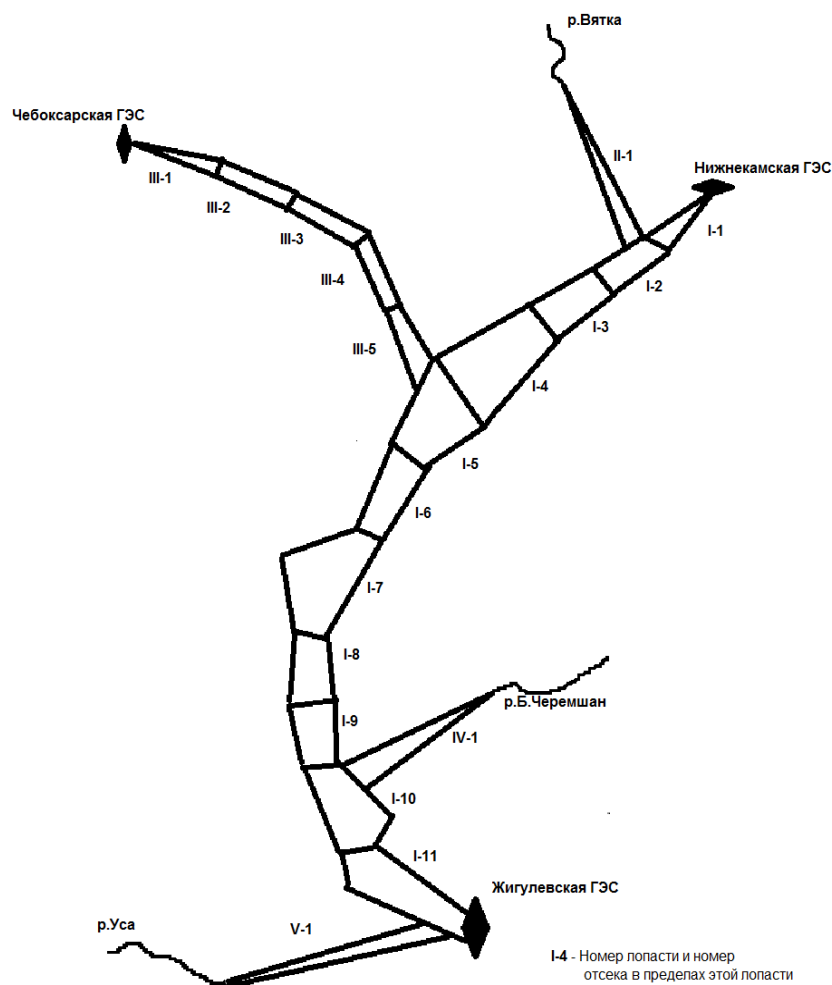 р.Вятка
Чебоксарская ГЭС
II-1
Нижнекамская ГЭС
III-1
III-2
I-1
III-3
I-2
III-4
I-3
III-5
I-4
I-5
I-6
I-7
I-8
р.Б.Черемшан
I-9
IV-1
I-10
I-11
Жигулевская ГЭС
р.Уса
V-1
I-4 - Номер лопасти и номер
отсека в пределах этой лопасти